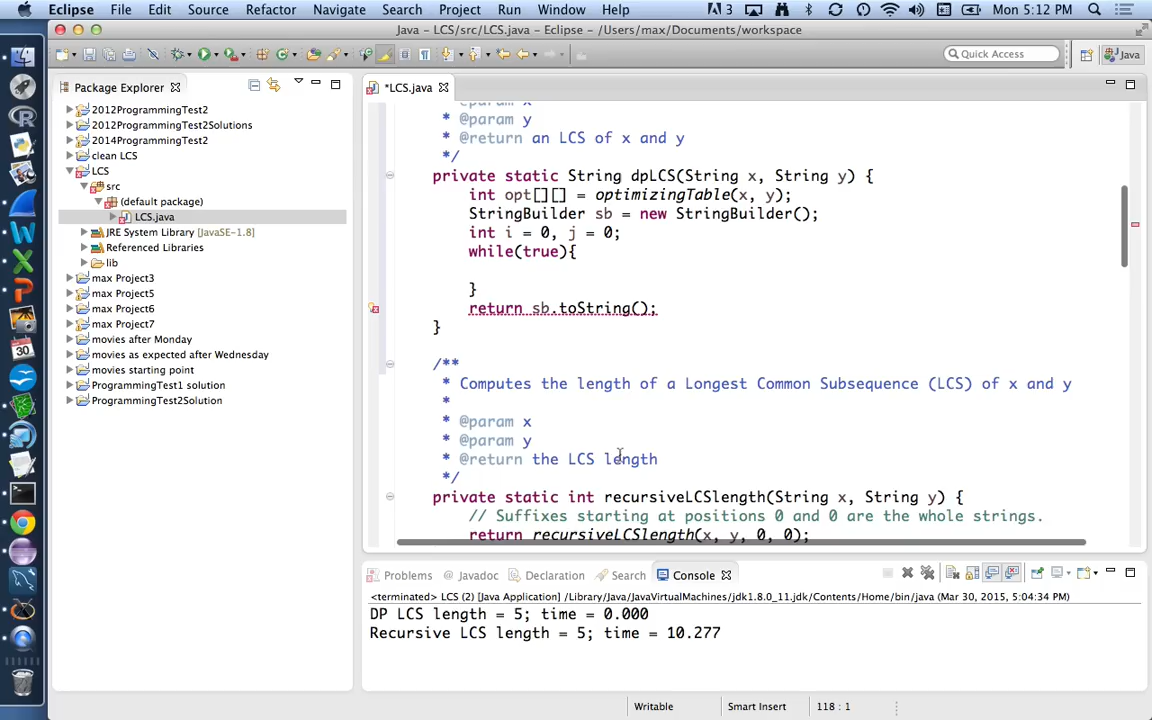 Eclipse File Edit Source Refactor Navigate Search Project Run Window Help 3 Mon 5:12 PM
Java - LCS/src/LCS.java - Eclipse - /Users/max/Documents/workspace
Quick Access Java
Package Explorer
2012ProgrammingTest2
2012ProgrammingTest2Solutions
2014ProgrammingTest2
clean LCS
LCS
src
(default package)
LCS.java
JRE System Library [JavaSE-1.8]
Referenced Libraries
lib
max Project3
max Project5
max Project6
max Project7
movies after Monday
movies as expected after Wednesday
movies starting point
ProgrammingTest1 solution
ProgrammingTest2Solution
*LCS.java
* @param x
* @param y
* @return an LCS of x and y
*/
private static String dpLCS(String x, String y) {
int opt[][] = optimizingTable(x, y);
StringBuilder sb = new StringBuilder();
int i = 0, j = 0;
while(true){
}
return sb.toString();
}
/**
* Computes the length of a Longest Common Subsequence (LCS) of x and y
*
* @param x
* @param y
* @return the LCS length
*/
private static int recursiveLCSlength(String x, String y) {
// Suffixes starting at positions 0 and 0 are the whole strings.
return recursiveLCSlength(x, y, 0, 0);
Problems @ Javadoc Declaration Search Console
<terminated> LCS (2) [Java Application] /Library/Java/JavaVirtualMachines/jdk1.8.0_11.jdk/Contents/Home/bin/java (Mar 30, 2015, 5:04:34 PM)
DP LCS length = 5; time = 0.000
Recursive LCS length = 5; time = 10.277
Writable Smart Insert 118 : 1